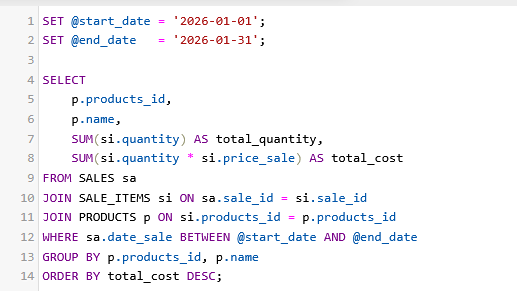 1 SET @start_date = '2026-01-01';
2 SET @end_date   = '2026-01-31';
3
4 SELECT
5     p.products_id,
6     p.name,
7     SUM(si.quantity) AS total_quantity,
8     SUM(si.quantity * si.price_sale) AS total_cost
9 FROM SALES sa
10 JOIN SALE_ITEMS si ON sa.sale_id = si.sale_id
11 JOIN PRODUCTS p ON si.products_id = p.products_id
12 WHERE sa.date_sale BETWEEN @start_date AND @end_date
13 GROUP BY p.products_id, p.name
14 ORDER BY total_cost DESC;